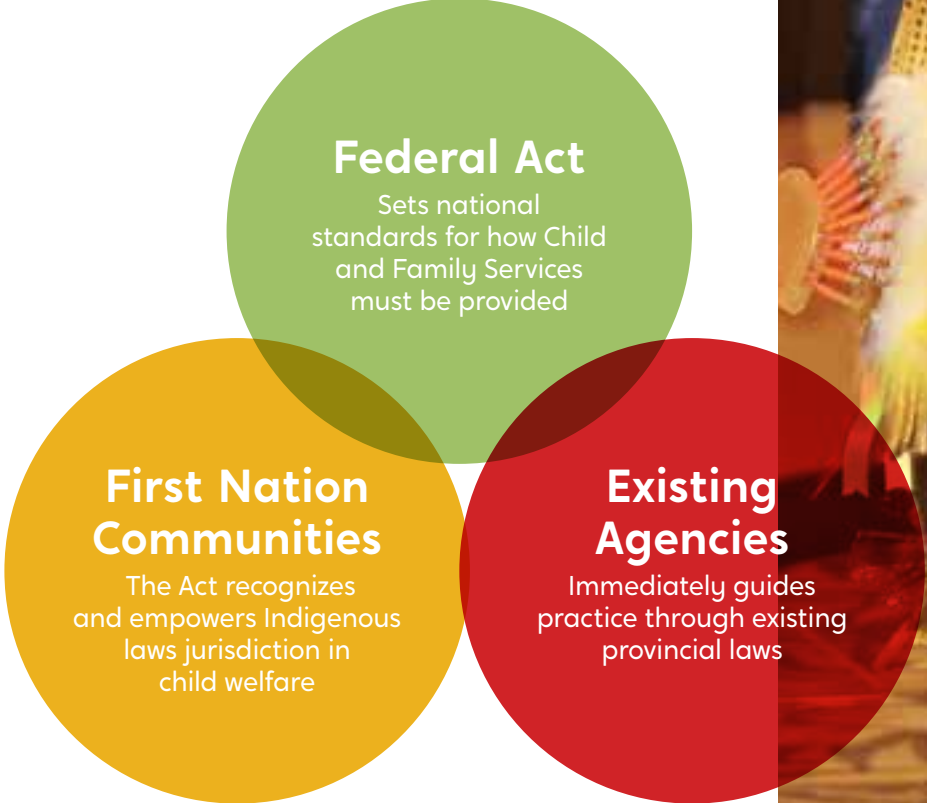 Federal Act
Sets national
standards for how Child
and Family Services
must be provided
First Nation
Communities
The Act recognizes
and empowers Indigenous
laws jurisdiction in
child welfare
Existing
Agencies
Immediately guides
practice through existing
provincial laws